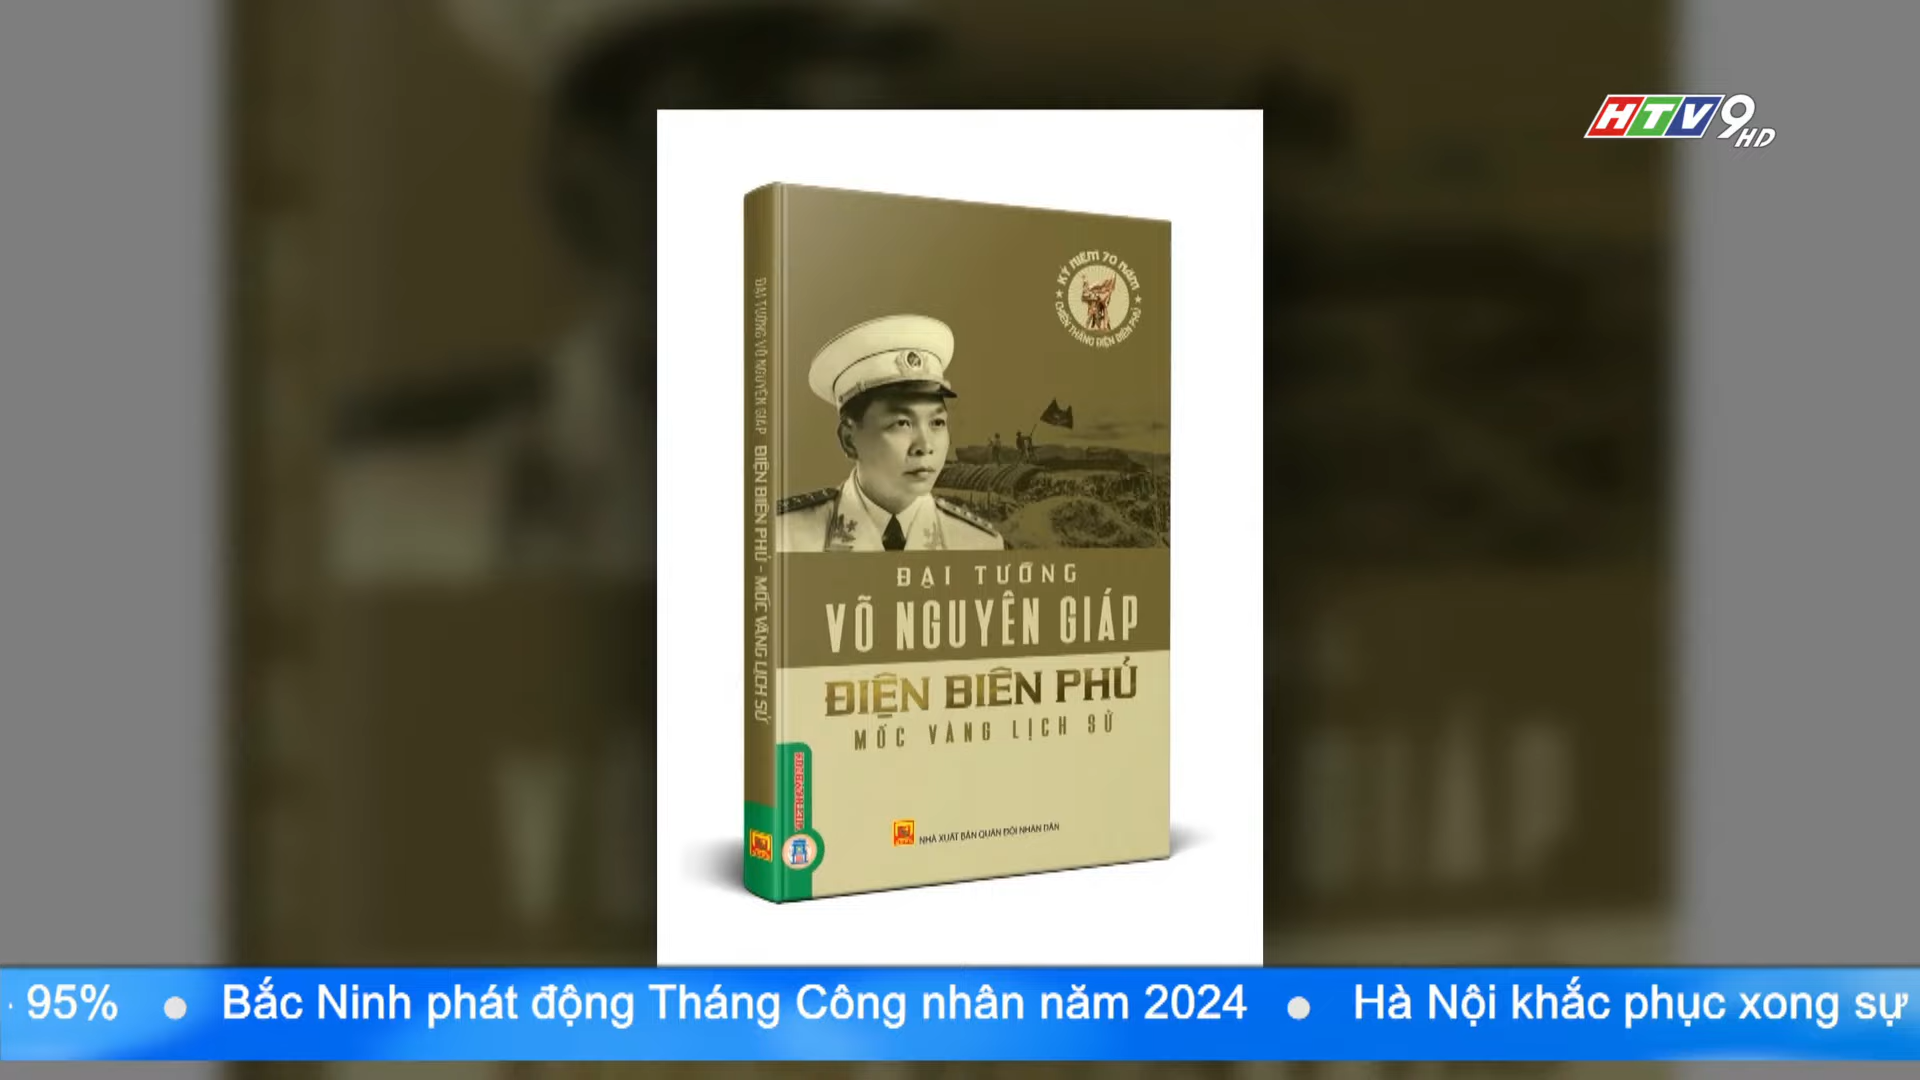 HTV9
HD
KỶ NIỆM 70 NĂM
CHIẾN THẮNG ĐIỆN BIÊN PHỦ
ĐẠI TƯỚNG VÕ NGUYÊN GIÁP ĐIỆN BIÊN PHỦ - MỐC VÀNG LỊCH SỬ
ĐẠI TƯỚNG
VÕ NGUYÊN GIÁP
ĐIỆN BIÊN PHỦ
MỐC VÀNG LỊCH SỬ
NHÀ XUẤT BẢN QUÂN ĐỘI NHÂN DÂN
95% • Bắc Ninh phát động Tháng Công nhân năm 2024 • Hà Nội khắc phục xong sự